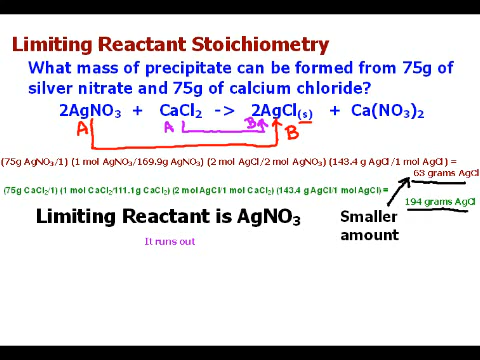 Limiting Reactant Stoichiometry
What mass of precipitate can be formed from 75g of
silver nitrate and 75g of calcium chloride?
2AgNO₃ + CaCl₂ -> 2AgCl₍s₎ + Ca(NO₃)₂
A A B B
(75g AgNO₃/1) (1 mol AgNO₃/169.9g AgNO₃) (2 mol AgCl/2 mol AgNO₃) (143.4 g AgCl/1 mol AgCl) =
63 grams AgCl
(75g CaCl₂/1) (1 mol CaCl₂/111.1g CaCl₂) (2 mol AgCl/1 mol CaCl₂) (143.4 g AgCl/1 mol AgCl) =
194 grams AgCl
Limiting Reactant is AgNO₃
It runs out
Smaller
amount